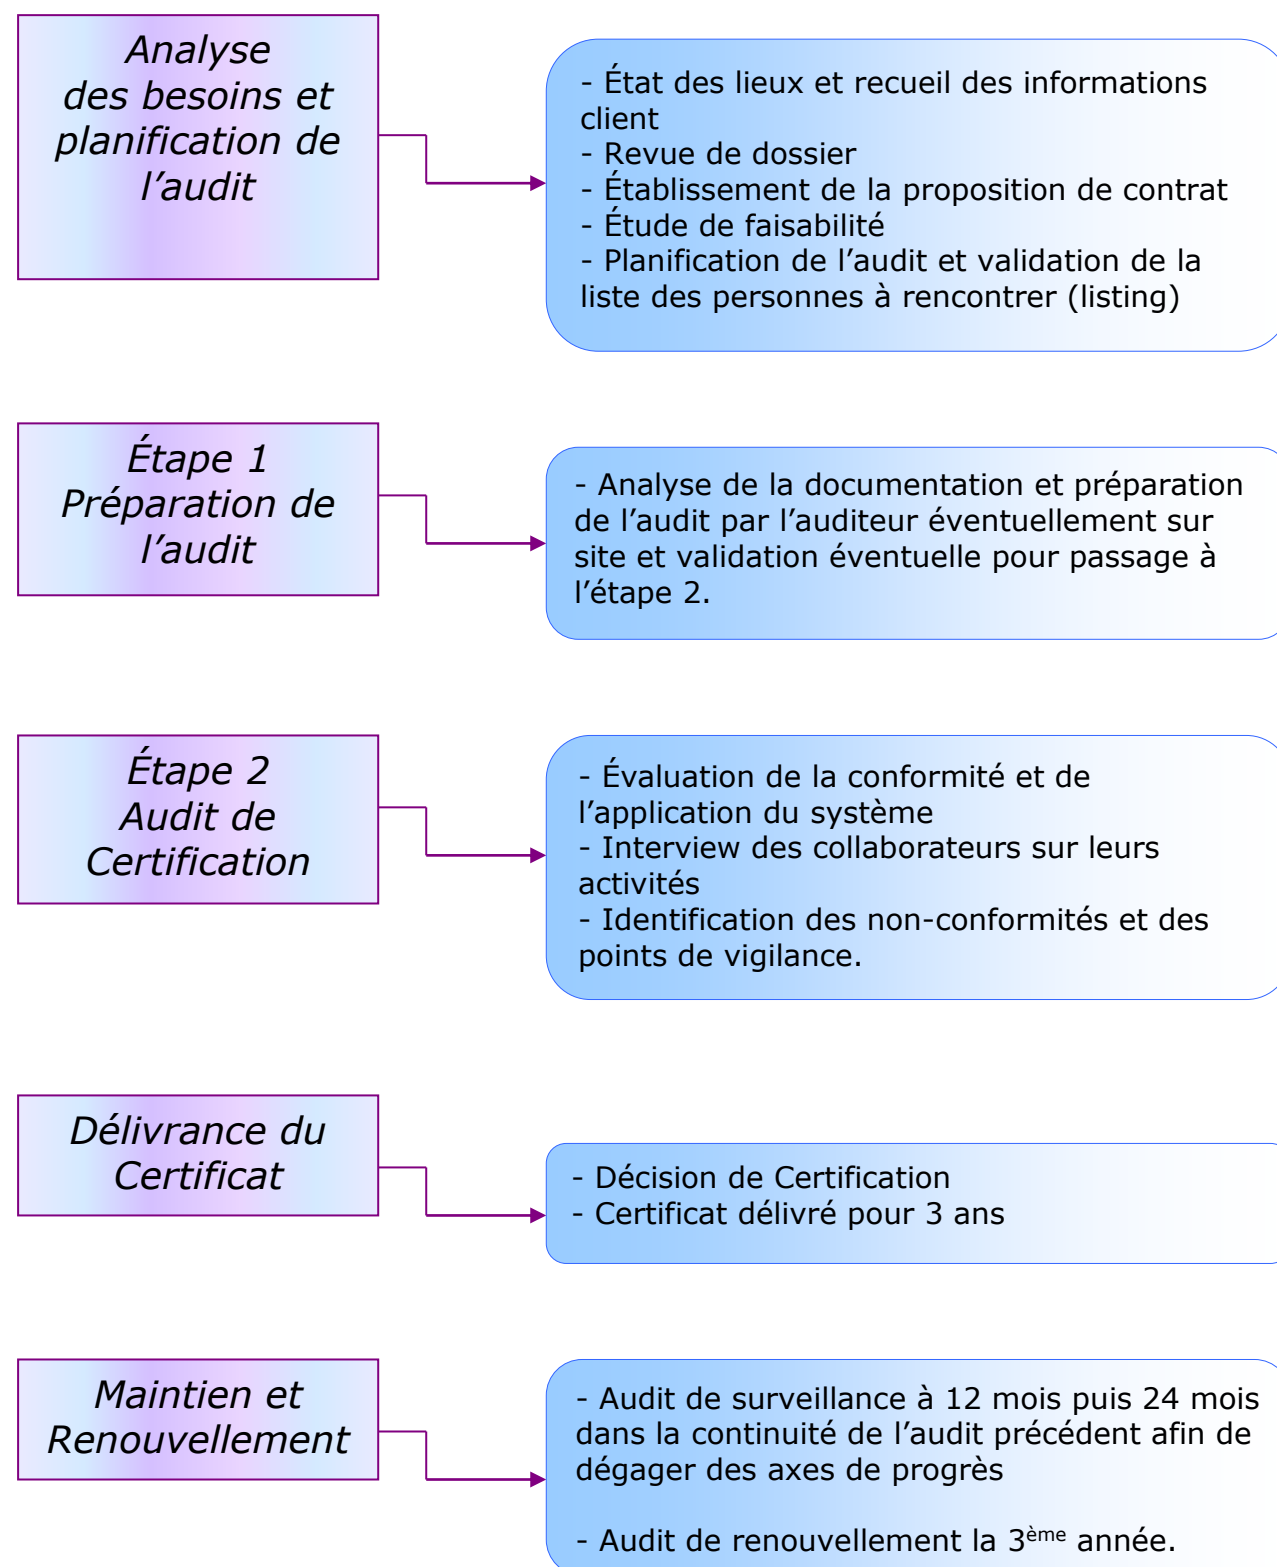 Analyse
des besoins et
planification de
l’audit
- État des lieux et recueil des informations
client
- Revue de dossier
- Établissement de la proposition de contrat
- Étude de faisabilité
- Planification de l’audit et validation de la
liste des personnes à rencontrer (listing)
Étape 1
Préparation de
l’audit
- Analyse de la documentation et préparation
de l’audit par l’auditeur éventuellement sur
site et validation éventuelle pour passage à
l’étape 2.
Étape 2
Audit de
Certification
- Évaluation de la conformité et de
l’application du système
- Interview des collaborateurs sur leurs
activités
- Identification des non-conformités et des
points de vigilance.
Délivrance du
Certificat
- Décision de Certification
- Certificat délivré pour 3 ans
Maintien et
Renouvellement
- Audit de surveillance à 12 mois puis 24 mois
dans la continuité de l’audit précédent afin de
dégager des axes de progrès
- Audit de renouvellement la 3ème année.